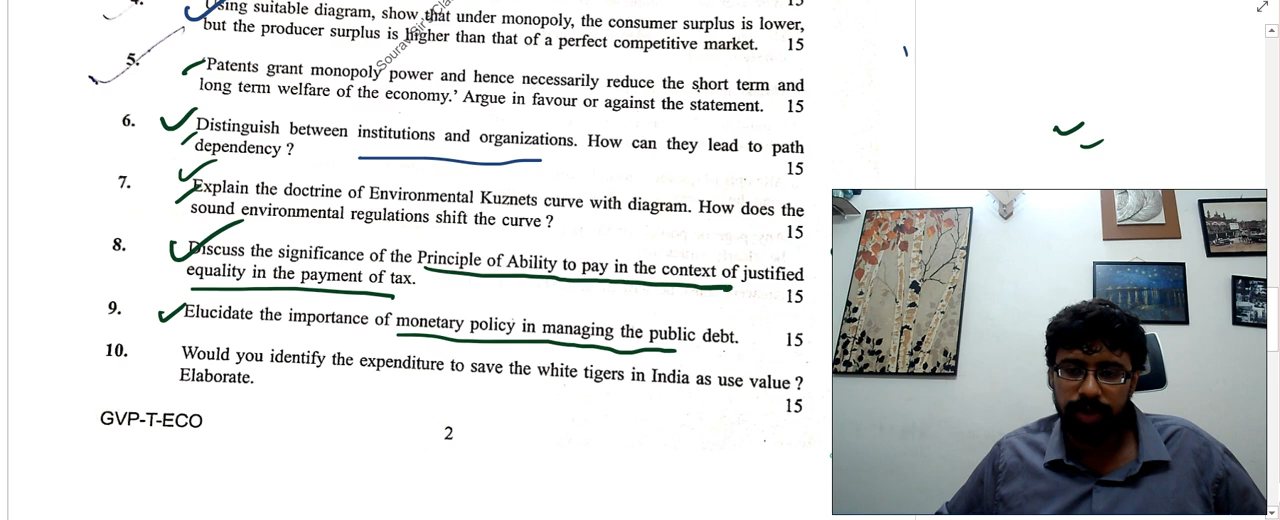 Using suitable diagram, show that under monopoly, the consumer surplus is lower,
but the producer surplus is higher than that of a perfect competitive market. 15
5. 'Patents grant monopoly power and hence necessarily reduce the short term and
long term welfare of the economy.' Argue in favour or against the statement. 15
6. Distinguish between institutions and organizations. How can they lead to path
dependency ? 15
7. Explain the doctrine of Environmental Kuznets curve with diagram. How does the
sound environmental regulations shift the curve ? 15
8. Discuss the significance of the Principle of Ability to pay in the context of justified
equality in the payment of tax. 15
9. Elucidate the importance of monetary policy in managing the public debt. 15
10. Would you identify the expenditure to save the white tigers in India as use value ?
Elaborate. 15
GVP-T-ECO 2